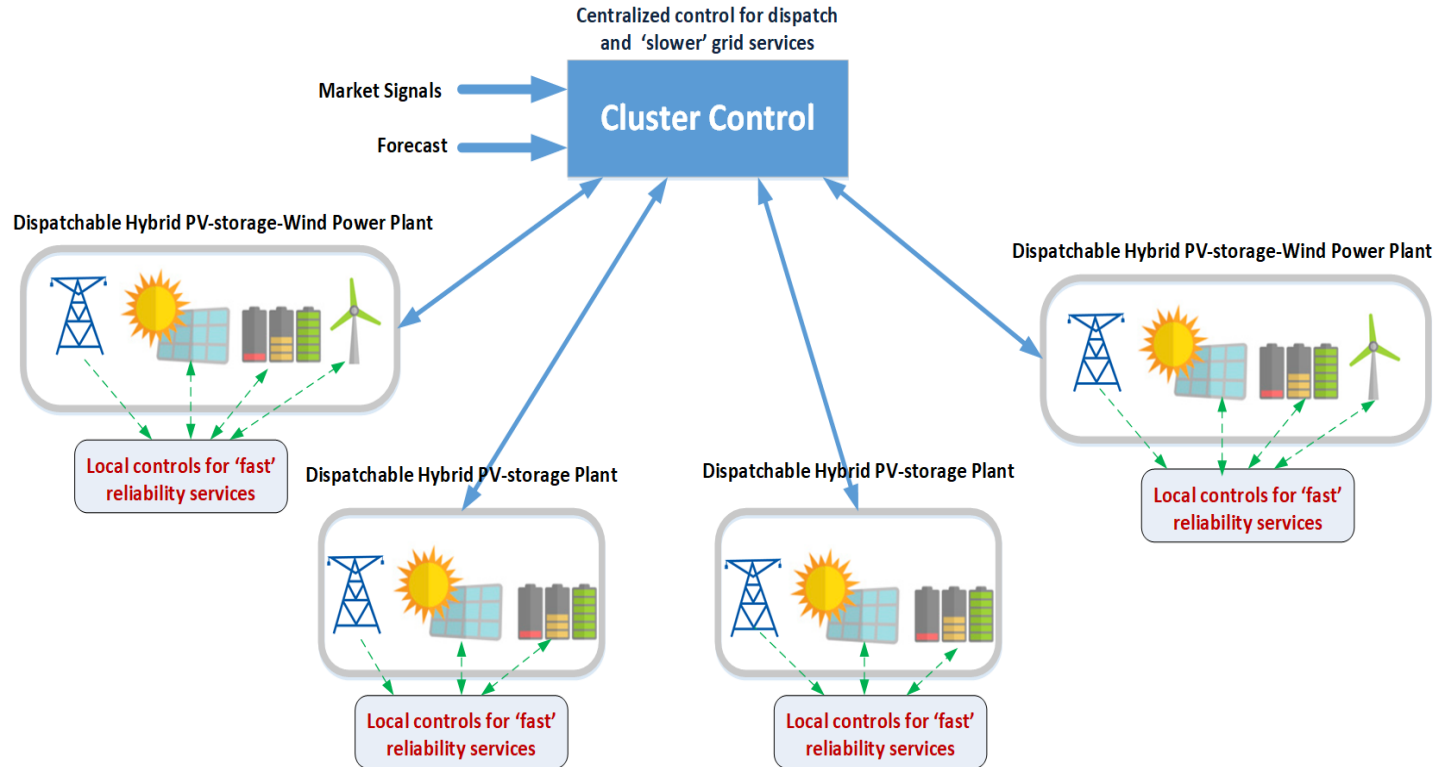 Centralized control for dispatch
and ‘slower’ grid services
Market Signals
Cluster Control
Forecast
Dispatchable Hybrid PV-storage-Wind Power Plant
Dispatchable Hybrid PV-storage-Wind Power Plant
Local controls for ‘fast’
reliability services
Dispatchable Hybrid PV-storage Plant
Dispatchable Hybrid PV-storage Plant
Local controls for ‘fast’
reliability services
Local controls for ‘fast’
reliability services
Local controls for ‘fast’
reliability services